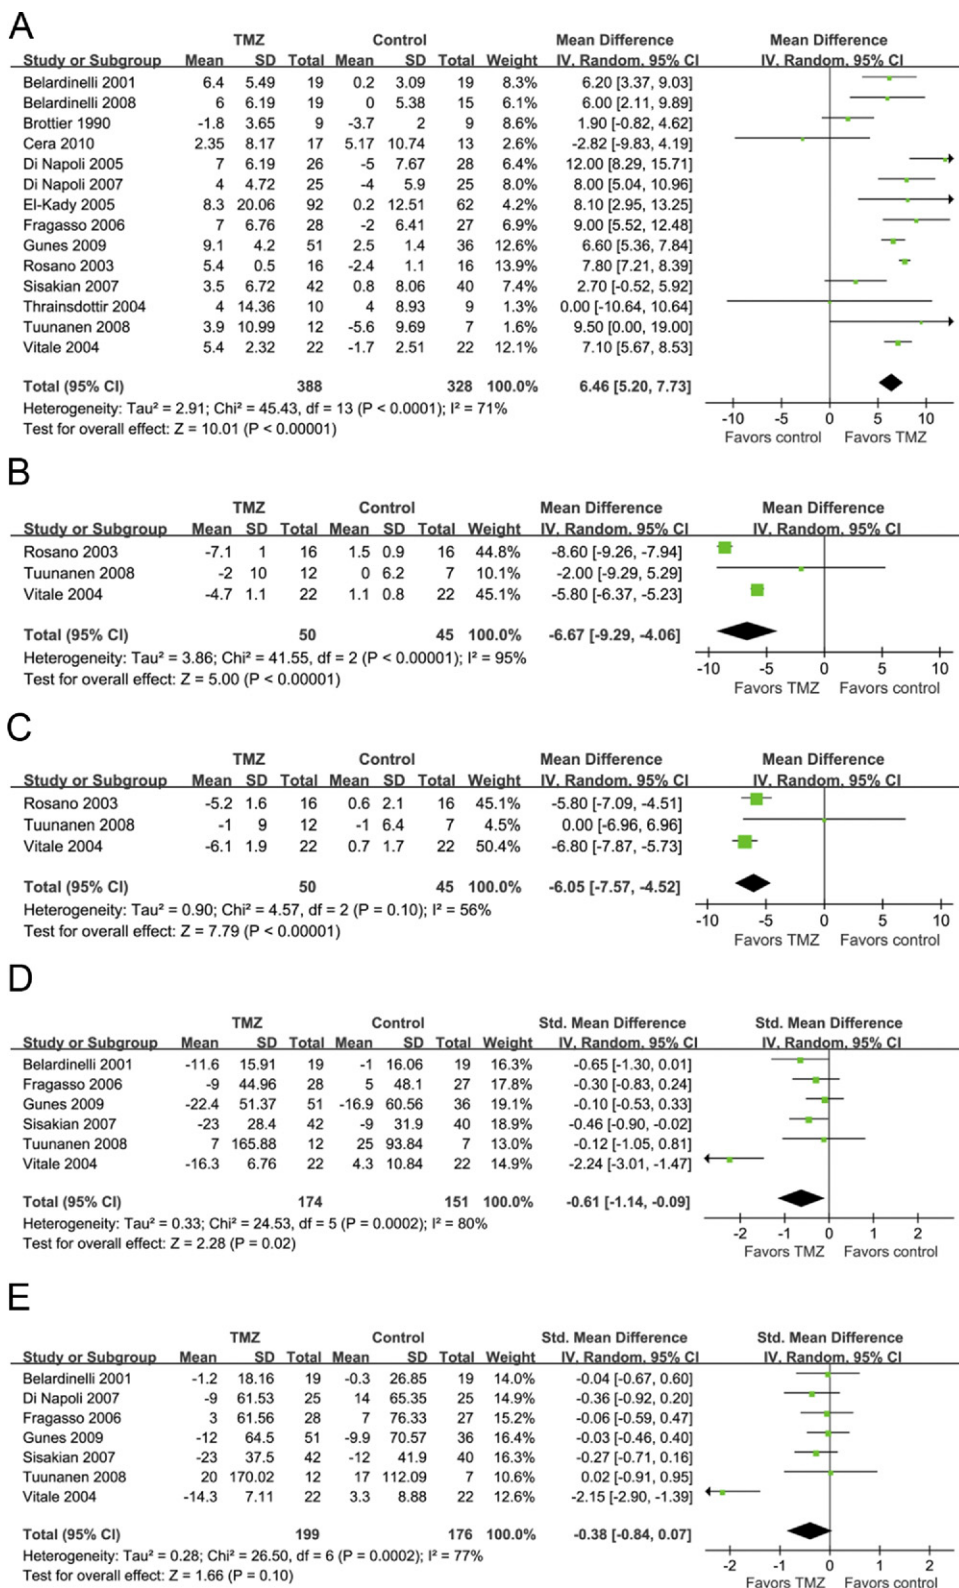 A
TMZ Control Mean Difference Mean Difference
Study or Subgroup Mean SD Total Mean SD Total Weight IV, Random, 95% CI IV, Random, 95% CI
Belardinelli 2001 6.4 5.49 19 0.2 3.09 19 8.3% 6.20 [3.37, 9.03]
Belardinelli 2008 6 6.19 19 0 5.38 15 6.1% 6.00 [2.11, 9.89]
Brottier 1990 -1.8 3.65 9 -3.7 2 9 8.6% 1.90 [-0.82, 4.62]
Cera 2010 2.35 8.17 17 5.17 10.74 13 2.6% -2.82 [-9.83, 4.19]
Di Napoli 2005 7 6.19 26 -5 7.67 28 6.4% 12.00 [8.29, 15.71]
Di Napoli 2007 4 4.72 25 -4 5.9 25 8.0% 8.00 [5.04, 10.96]
El-Kady 2005 8.3 20.06 92 0.2 12.51 62 4.2% 8.10 [2.95, 13.25]
Fragasso 2006 7 6.76 28 -2 6.41 27 6.8% 9.00 [5.52, 12.48]
Gunes 2009 9.1 4.2 51 2.5 1.4 36 12.6% 6.60 [5.36, 7.84]
Rosano 2003 5.4 0.5 16 -2.4 1.1 16 13.9% 7.80 [7.21, 8.39]
Sisakian 2007 3.5 6.72 42 0.8 8.06 40 7.4% 2.70 [-0.52, 5.92]
Thrainsdottir 2004 4 14.36 10 4 8.93 9 1.3% 0.00 [-10.64, 10.64]
Tuunanen 2008 3.9 10.99 12 -5.6 9.69 7 1.6% 9.50 [0.00, 19.00]
Vitale 2004 5.4 2.32 22 -1.7 2.51 22 12.1% 7.10 [5.67, 8.53]
Total (95% CI) 388 328 100.0% 6.46 [5.20, 7.73]
Heterogeneity: Tau² = 2.91; Chi² = 45.43, df = 13 (P < 0.0001); I² = 71%
Test for overall effect: Z = 10.01 (P < 0.00001)
-10 -5 0 5 10
Favors control Favors TMZ
B
TMZ Control Mean Difference Mean Difference
Study or Subgroup Mean SD Total Mean SD Total Weight IV, Random, 95% CI IV, Random, 95% CI
Rosano 2003 -7.1 1 16 1.5 0.9 16 44.8% -8.60 [-9.26, -7.94]
Tuunanen 2008 -2 10 12 0 6.2 7 10.1% -2.00 [-9.29, 5.29]
Vitale 2004 -4.7 1.1 22 1.1 0.8 22 45.1% -5.80 [-6.37, -5.23]
Total (95% CI) 50 45 100.0% -6.67 [-9.29, -4.06]
Heterogeneity: Tau² = 3.86; Chi² = 41.55, df = 2 (P < 0.00001); I² = 95%
Test for overall effect: Z = 5.00 (P < 0.00001)
-10 -5 0 5 10
Favors TMZ Favors control
C
TMZ Control Mean Difference Mean Difference
Study or Subgroup Mean SD Total Mean SD Total Weight IV, Random, 95% CI IV, Random, 95% CI
Rosano 2003 -5.2 1.6 16 0.6 2.1 16 45.1% -5.80 [-7.09, -4.51]
Tuunanen 2008 -1 9 12 -1 6.4 7 4.5% 0.00 [-6.96, 6.96]
Vitale 2004 -6.1 1.9 22 0.7 1.7 22 50.4% -6.80 [-7.87, -5.73]
Total (95% CI) 50 45 100.0% -6.05 [-7.57, -4.52]
Heterogeneity: Tau² = 0.90; Chi² = 4.57, df = 2 (P = 0.10); I² = 56%
Test for overall effect: Z = 7.79 (P < 0.00001)
-10 -5 0 5 10
Favors TMZ Favors control
D
TMZ Control Std. Mean Difference Std. Mean Difference
Study or Subgroup Mean SD Total Mean SD Total Weight IV, Random, 95% CI IV, Random, 95% CI
Belardinelli 2001 -11.6 15.91 19 -1 16.06 19 16.3% -0.65 [-1.30, 0.01]
Fragasso 2006 -9 44.96 28 5 48.1 27 17.8% -0.30 [-0.83, 0.24]
Gunes 2009 -22.4 51.37 51 -16.9 60.56 36 19.1% -0.10 [-0.53, 0.33]
Sisakian 2007 -23 28.4 42 -9 31.9 40 18.9% -0.46 [-0.90, -0.02]
Tuunanen 2008 7 165.88 12 25 93.84 7 13.0% -0.12 [-1.05, 0.81]
Vitale 2004 -16.3 6.76 22 4.3 10.84 22 14.9% -2.24 [-3.01, -1.47]
Total (95% CI) 174 151 100.0% -0.61 [-1.14, -0.09]
Heterogeneity: Tau² = 0.33; Chi² = 24.53, df = 5 (P = 0.0002); I² = 80%
Test for overall effect: Z = 2.28 (P = 0.02)
-2 -1 0 1 2
Favors TMZ Favors control
E
TMZ Control Std. Mean Difference Std. Mean Difference
Study or Subgroup Mean SD Total Mean SD Total Weight IV, Random, 95% CI IV, Random, 95% CI
Belardinelli 2001 -1.2 18.16 19 -0.3 26.85 19 14.0% -0.04 [-0.67, 0.60]
Di Napoli 2007 -9 61.53 25 14 65.35 25 14.9% -0.36 [-0.92, 0.20]
Fragasso 2006 3 61.56 28 7 76.33 27 15.2% -0.06 [-0.59, 0.47]
Gunes 2009 -12 64.5 51 -9.9 70.57 36 16.4% -0.03 [-0.46, 0.40]
Sisakian 2007 -23 37.5 42 -12 41.9 40 16.3% -0.27 [-0.71, 0.16]
Tuunanen 2008 20 170.02 12 17 112.09 7 10.6% 0.02 [-0.91, 0.95]
Vitale 2004 -14.3 7.11 22 3.3 8.88 22 12.6% -2.15 [-2.90, -1.39]
Total (95% CI) 199 176 100.0% -0.38 [-0.84, 0.07]
Heterogeneity: Tau² = 0.28; Chi² = 26.50, df = 6 (P = 0.0002); I² = 77%
Test for overall effect: Z = 1.66 (P = 0.10)
-2 -1 0 1 2
Favors TMZ Favors control